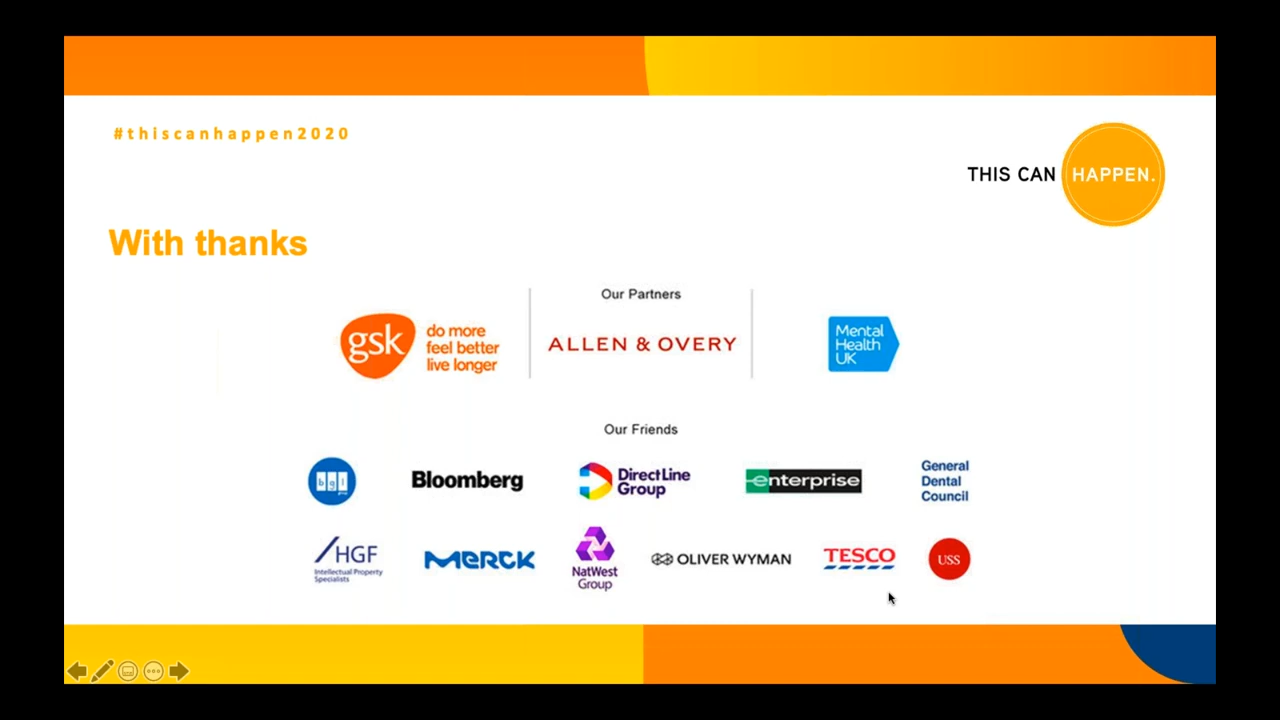 #thiscanhappen2020
THIS CAN HAPPEN.
With thanks
Our Partners
gsk
do more
feel better
live longer
ALLEN & OVERY
Mental
Health
UK
Our Friends
bgl
Bloomberg
DirectLine
Group
enterprise
General
Dental
Council
HGF
Intellectual Property
Specialists
MERCK
NatWest
Group
OLIVER WYMAN
TESCO
USS